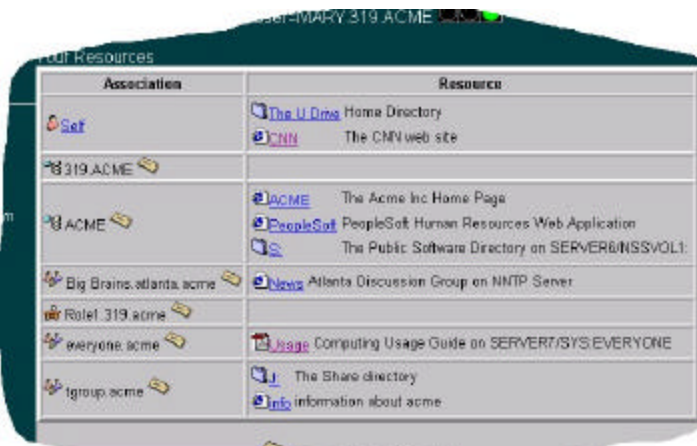 User=MARY.319.ACME
Your Resources
Association Resource
Self The U Drive Home Directory
CNN The CNN web site
319.ACME
ACME ACME The Acme Inc Home Page
PeopleSoft PeopleSoft Human Resources Web Application
S: The Public Software Directory on SERVER6/NSSVOL1:
Big Brains.atlanta.acme News Atlanta Discussion Group on NNTP Server
Role1.319.acme
everyone.acme Usage Computing Usage Guide on SERVER7/SYS:EVERYONE
tgroup.acme J: The Share directory
Info information about acme